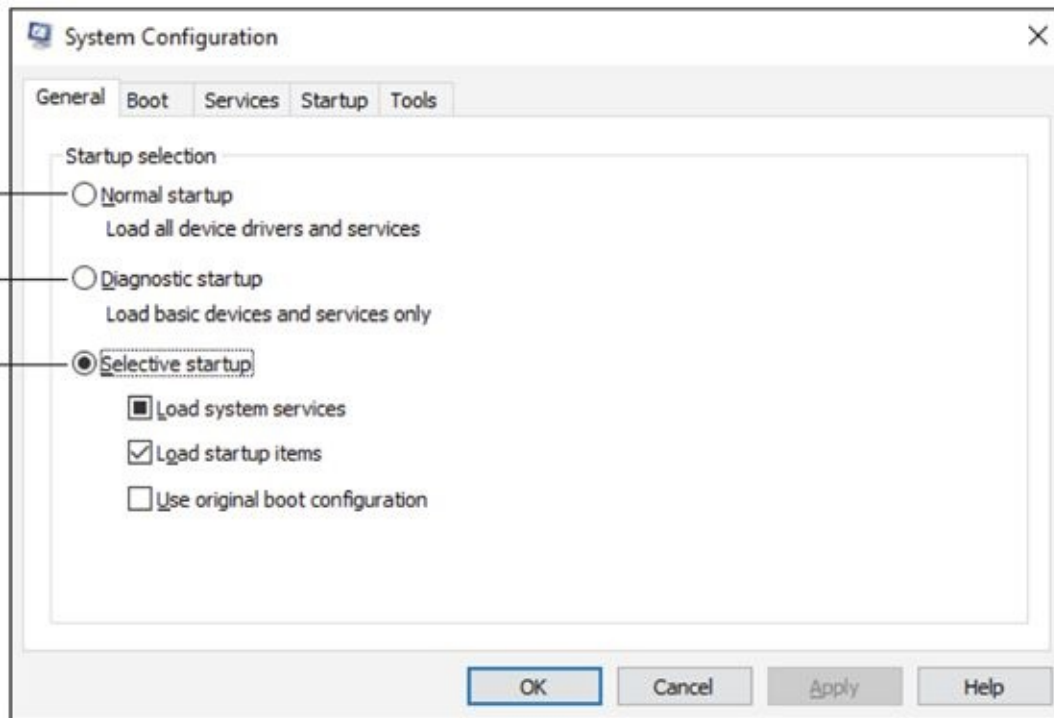 System Configuration
General Boot Services Startup Tools
Startup selection
Normal startup
Load all device drivers and services
Diagnostic startup
Load basic devices and services only
Selective startup
Load system services
Load startup items
Use original boot configuration
OK Cancel Apply Help